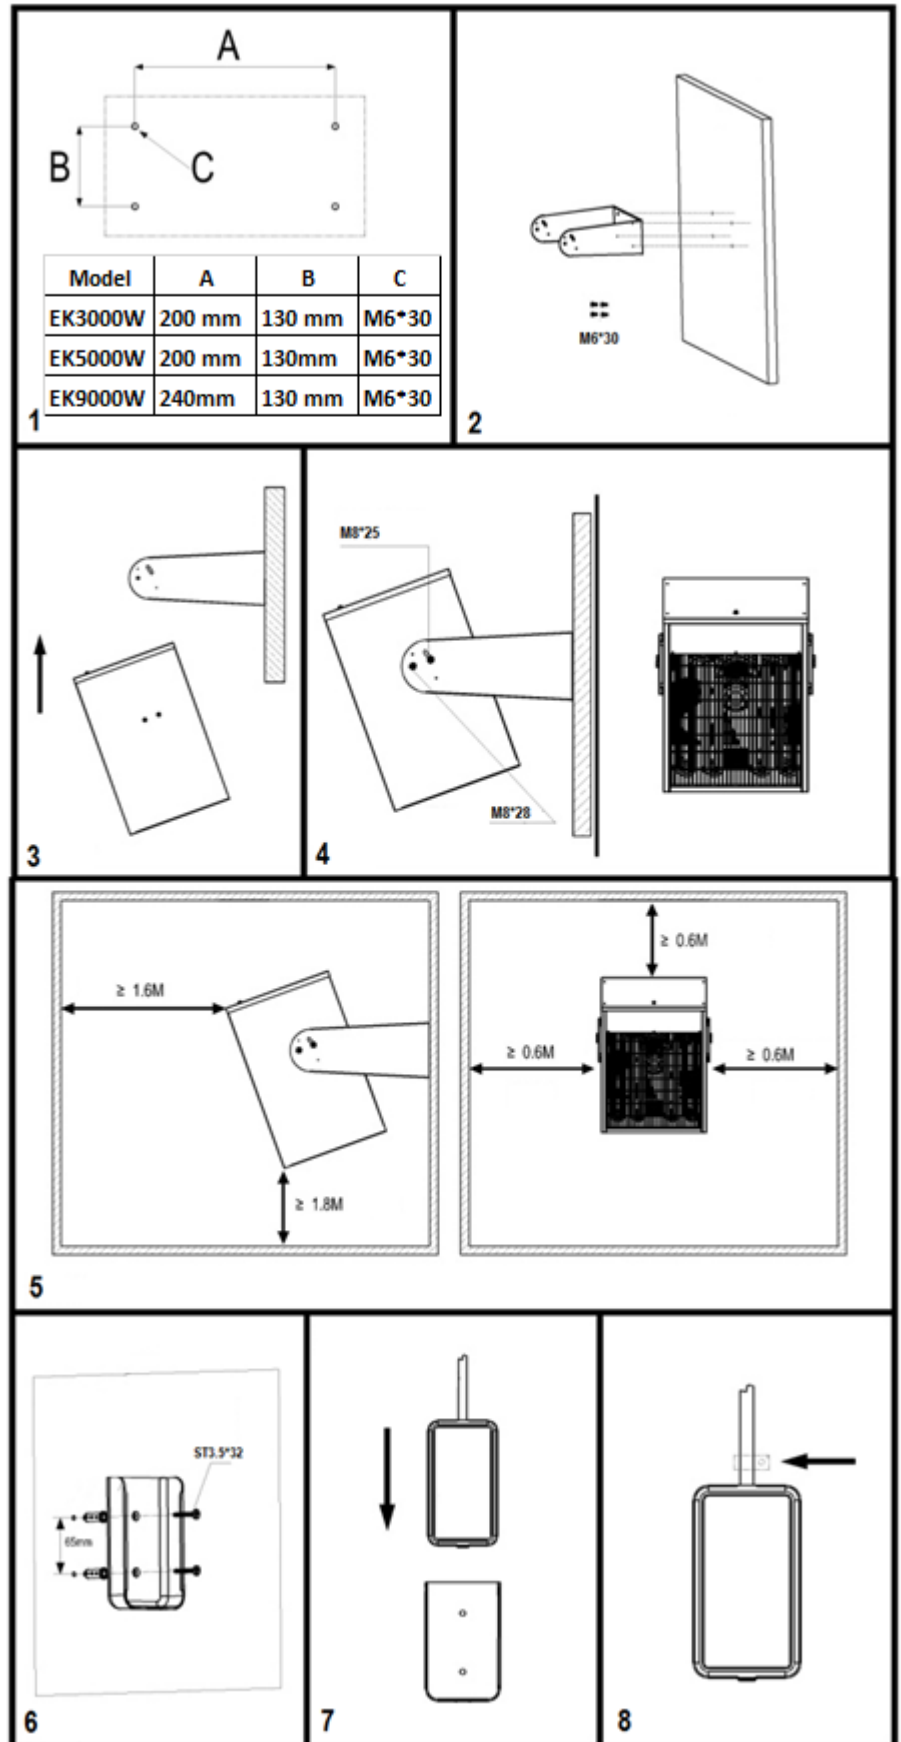 A
B
C
Model A B C
EK3000W 200 mm 130 mm M6*30
EK5000W 200 mm 130mm M6*30
EK9000W 240mm 130 mm M6*30
1
M6*30
2
3
M8*25
M8*28
4
≥ 1.6M
≥ 1.8M
≥ 0.6M
≥ 0.6M
≥ 0.6M
5
ST3.5*32
65mm
6
7
8